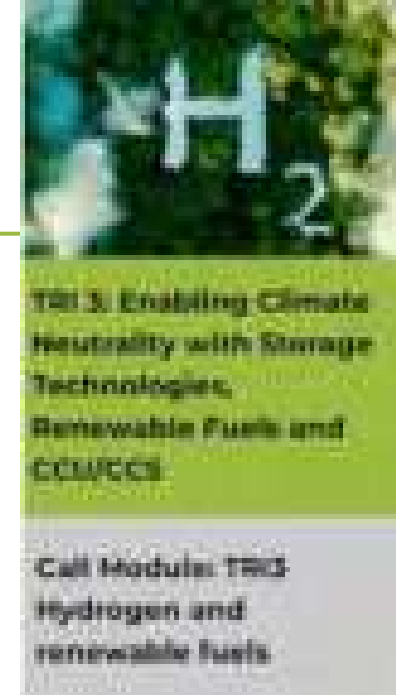 H2
TRI 3: Enabling Climate
Neutrality with Storage
Technologies,
Renewable Fuels and
CCU/CCS
Call Module: TRI3
Hydrogen and
renewable fuels